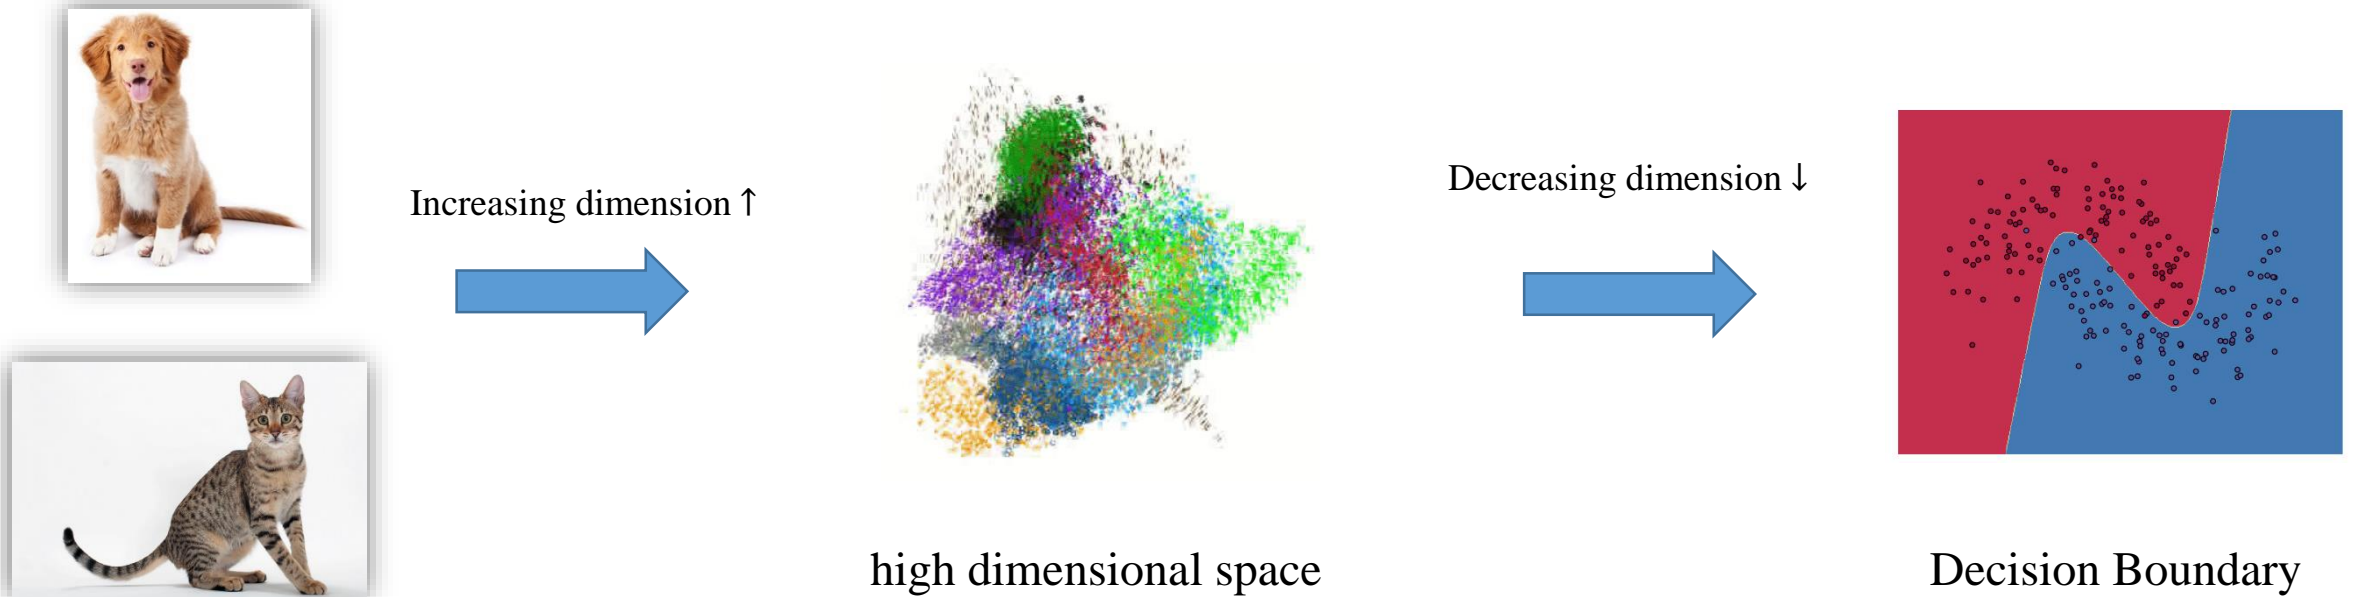 Increasing dimension ↑
Decreasing dimension ↓
high dimensional space
Decision Boundary